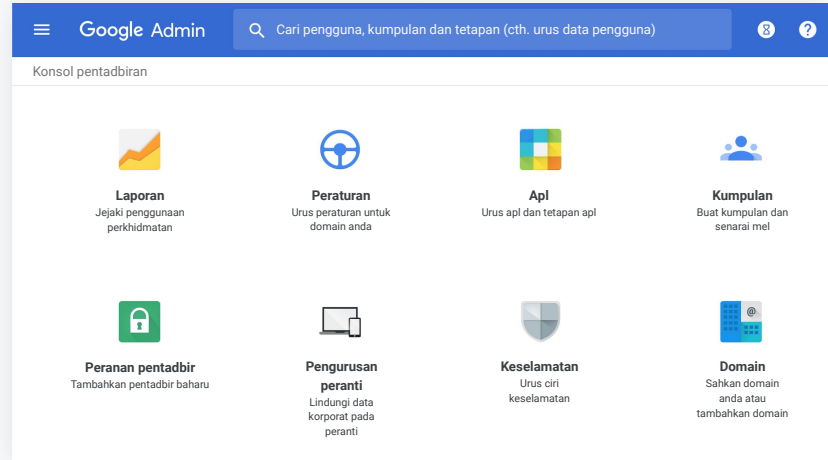 Google Admin
Cari pengguna, kumpulan dan tetapan (cth. urus data pengguna)
8
?
Konsol pentadbiran
Laporan
Jejaki penggunaan
perkhidmatan
Peraturan
Urus peraturan untuk
domain anda
Apl
Urus apl dan tetapan apl
Kumpulan
Buat kumpulan dan
senarai mel
Peranan pentadbir
Tambahkan pentadbir baharu
Pengurusan
peranti
Lindungi data
korporat pada
peranti
Keselamatan
Urus ciri
keselamatan
@
Domain
Sahkan domain
anda atau
tambahkan domain